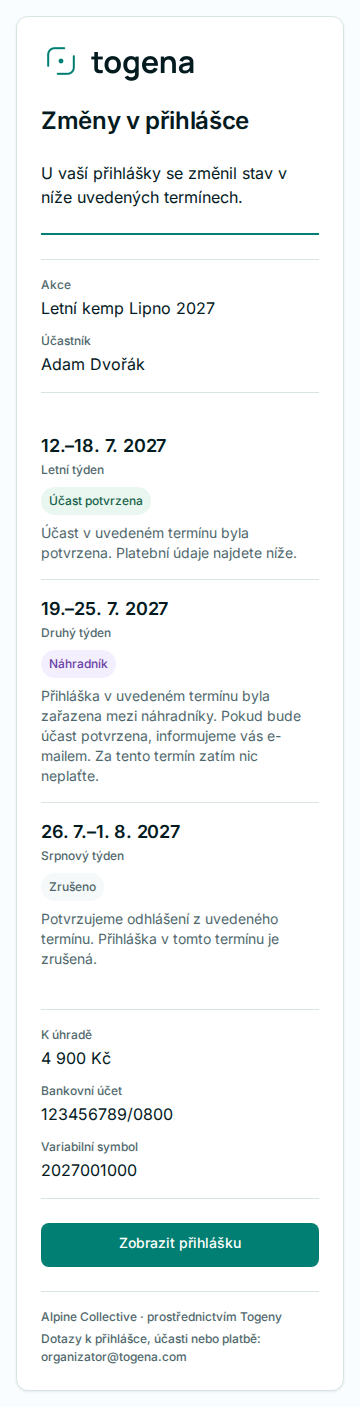 togena
Změny v přihlášce
U vaší přihlášky se změnil stav v
níže uvedených termínech.
Akce
Letní kemp Lipno 2027
Účastník
Adam Dvořák
12.–18. 7. 2027
Letní týden
Účast potvrzena
Účast v uvedeném termínu byla
potvrzena. Platební údaje najdete níže.
19.–25. 7. 2027
Druhý týden
Náhradník
Přihláška v uvedeném termínu byla
zařazena mezi náhradníky. Pokud bude
účast potvrzena, informujeme vás e-
mailem. Za tento termín zatím nic
neplaťte.
26. 7.–1. 8. 2027
Srpnový týden
Zrušeno
Potvrzujeme odhlášení z uvedeného
termínu. Přihláška v tomto termínu je
zrušená.
K úhradě
4 900 Kč
Bankovní účet
123456789/0800
Variabilní symbol
2027001000
Zobrazit přihlášku
Alpine Collective · prostřednictvím Togeny
Dotazy k přihlášce, účasti nebo platbě:
organizator@togena.com